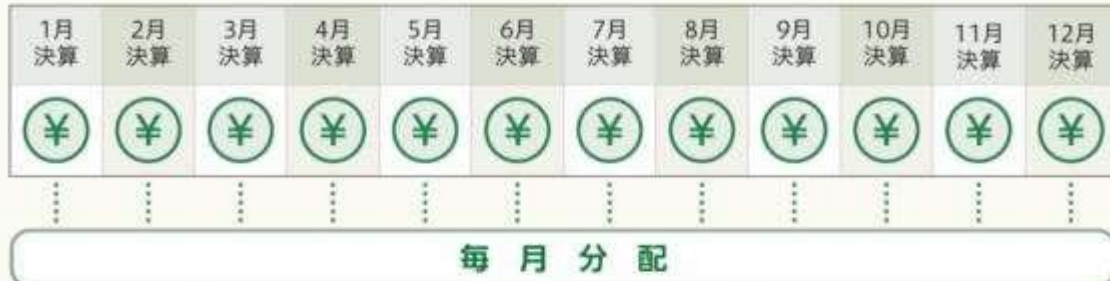 1月 2月 3月 4月 5月 6月 7月 8月 9月 10月 11月 12月
決算 決算 決算 決算 決算 決算 決算 決算 決算 決算 決算 決算
¥ ¥ ¥ ¥ ¥ ¥ ¥ ¥ ¥ ¥ ¥ ¥
毎月分配